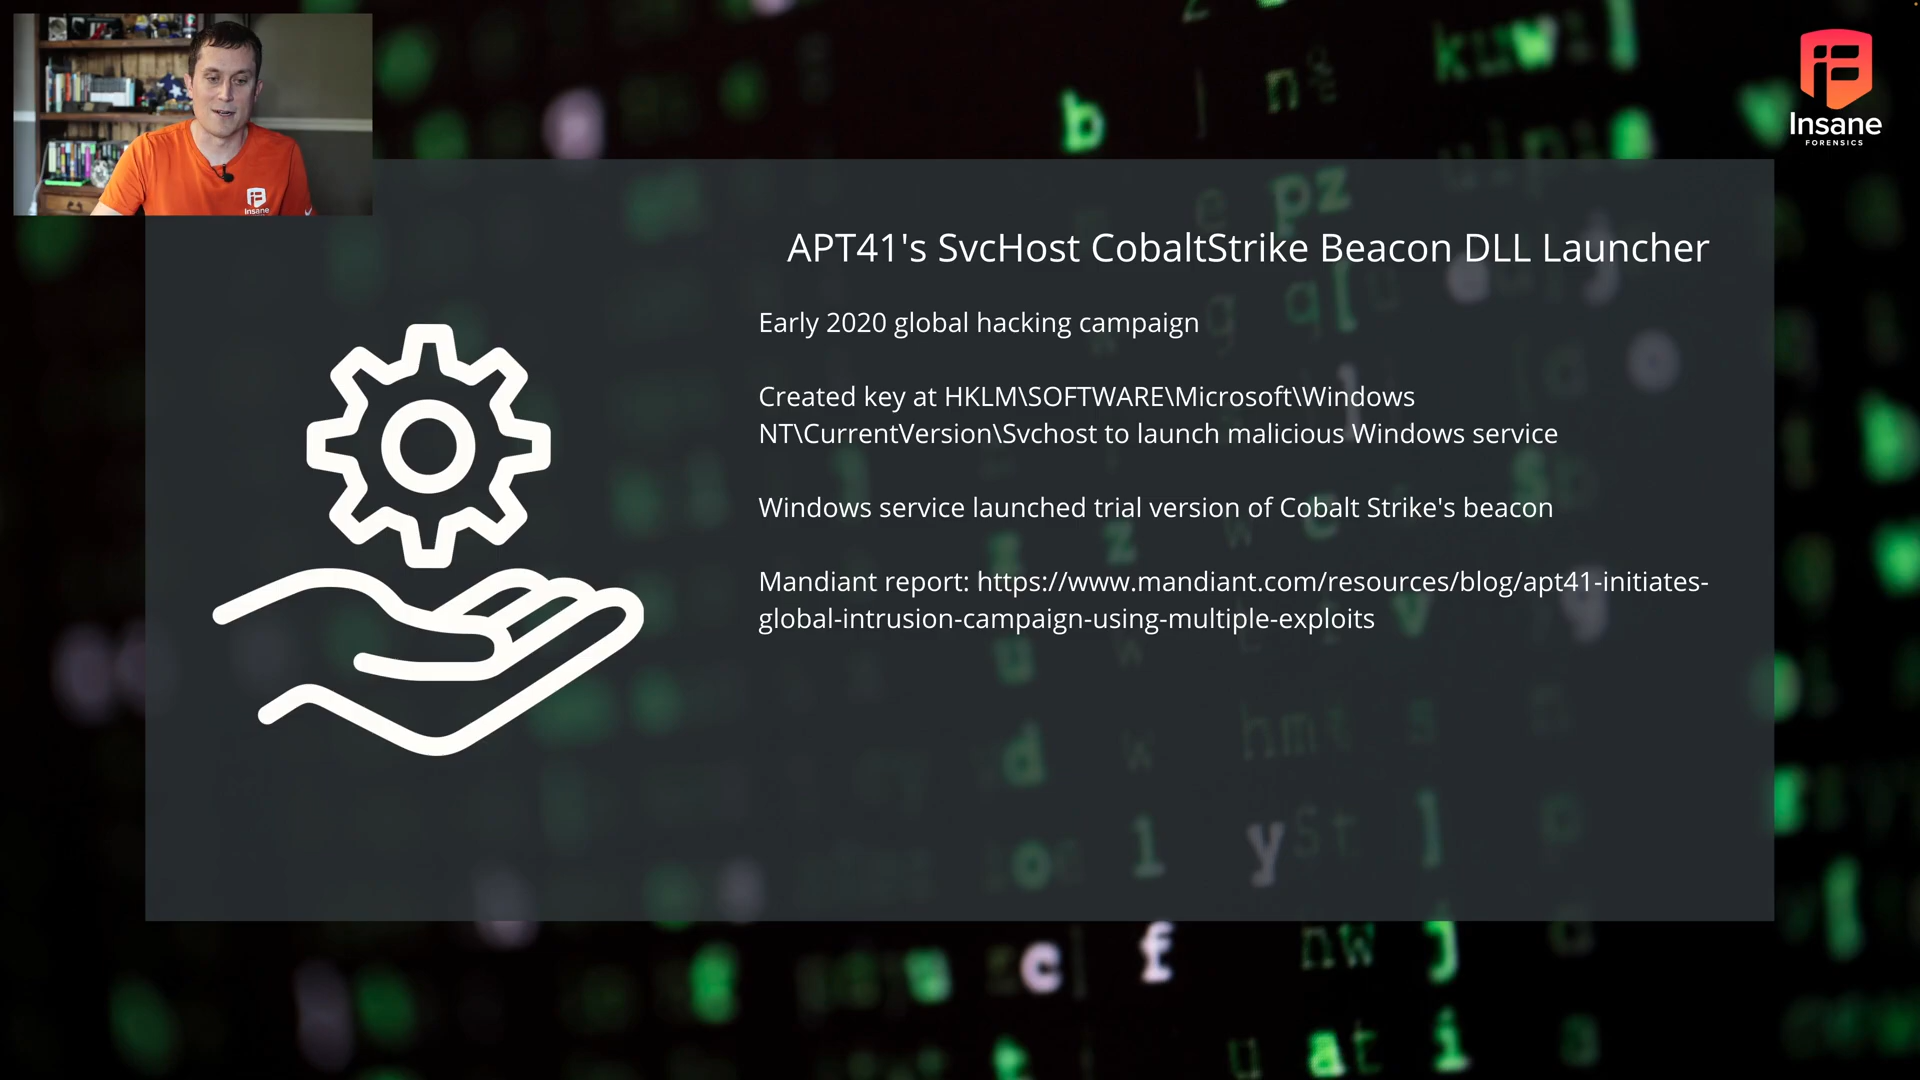 Insane
FORENSICS
Insane
APT41's SvcHost CobaltStrike Beacon DLL Launcher
Early 2020 global hacking campaign
Created key at HKLM\SOFTWARE\Microsoft\Windows
NT\CurrentVersion\Svchost to launch malicious Windows service
Windows service launched trial version of Cobalt Strike's beacon
Mandiant report: https://www.mandiant.com/resources/blog/apt41-initiates-
global-intrusion-campaign-using-multiple-exploits